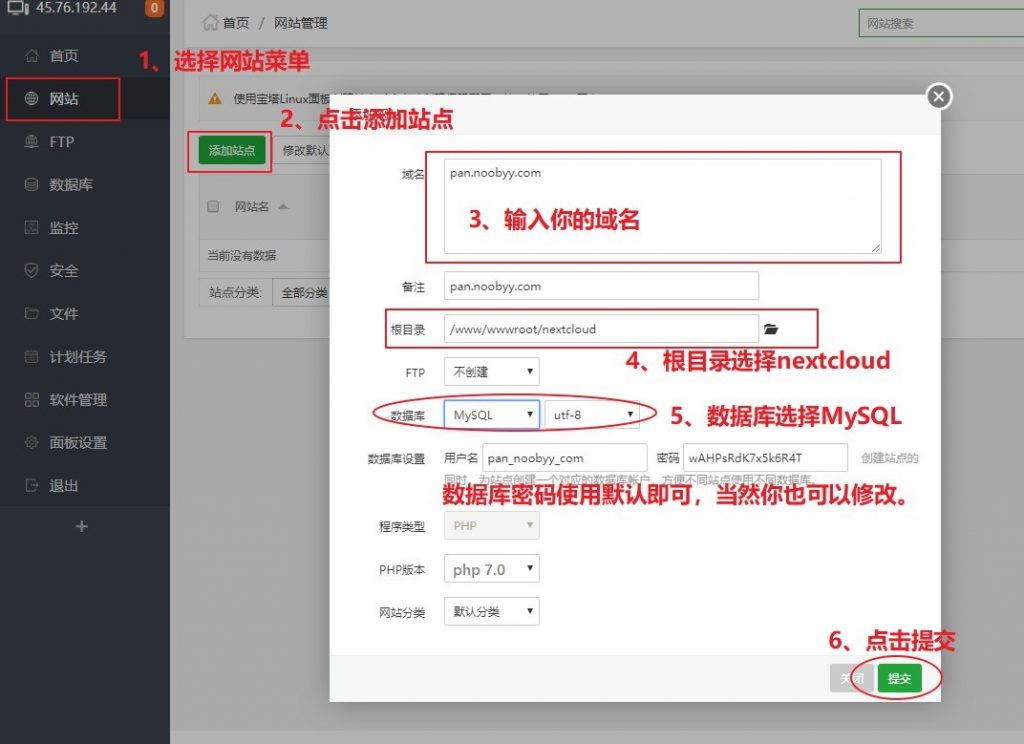 45.76.192.44
0
首页
网站
FTP
数据库
监控
安全
文件
计划任务
软件管理
面板设置
退出
+
首页 / 网站管理
网站搜索
1、选择网站菜单
使用宝塔Linux面板
2、点击添加站点
添加站点
修改默认
网站名
当前没有数据
站点分类:
全部分类
域名
pan.noobyy.com
3、输入你的域名
备注
pan.noobyy.com
根目录
/www/wwwroot/nextcloud
4、根目录选择nextcloud
FTP
不创建
数据库
MySQL
utf-8
5、数据库选择MySQL
数据库设置
用户名
pan_noobyy_com
密码
wAHPsRdK7x5k6R4T
创建站点的
同时，为站点创建一个对应的数据库帐户，方便不同站点使用不同数据库。
数据库密码使用默认即可，当然你也可以修改。
程序类型
PHP
PHP版本
php 7.0
网站分类
默认分类
6、点击提交
关闭
提交